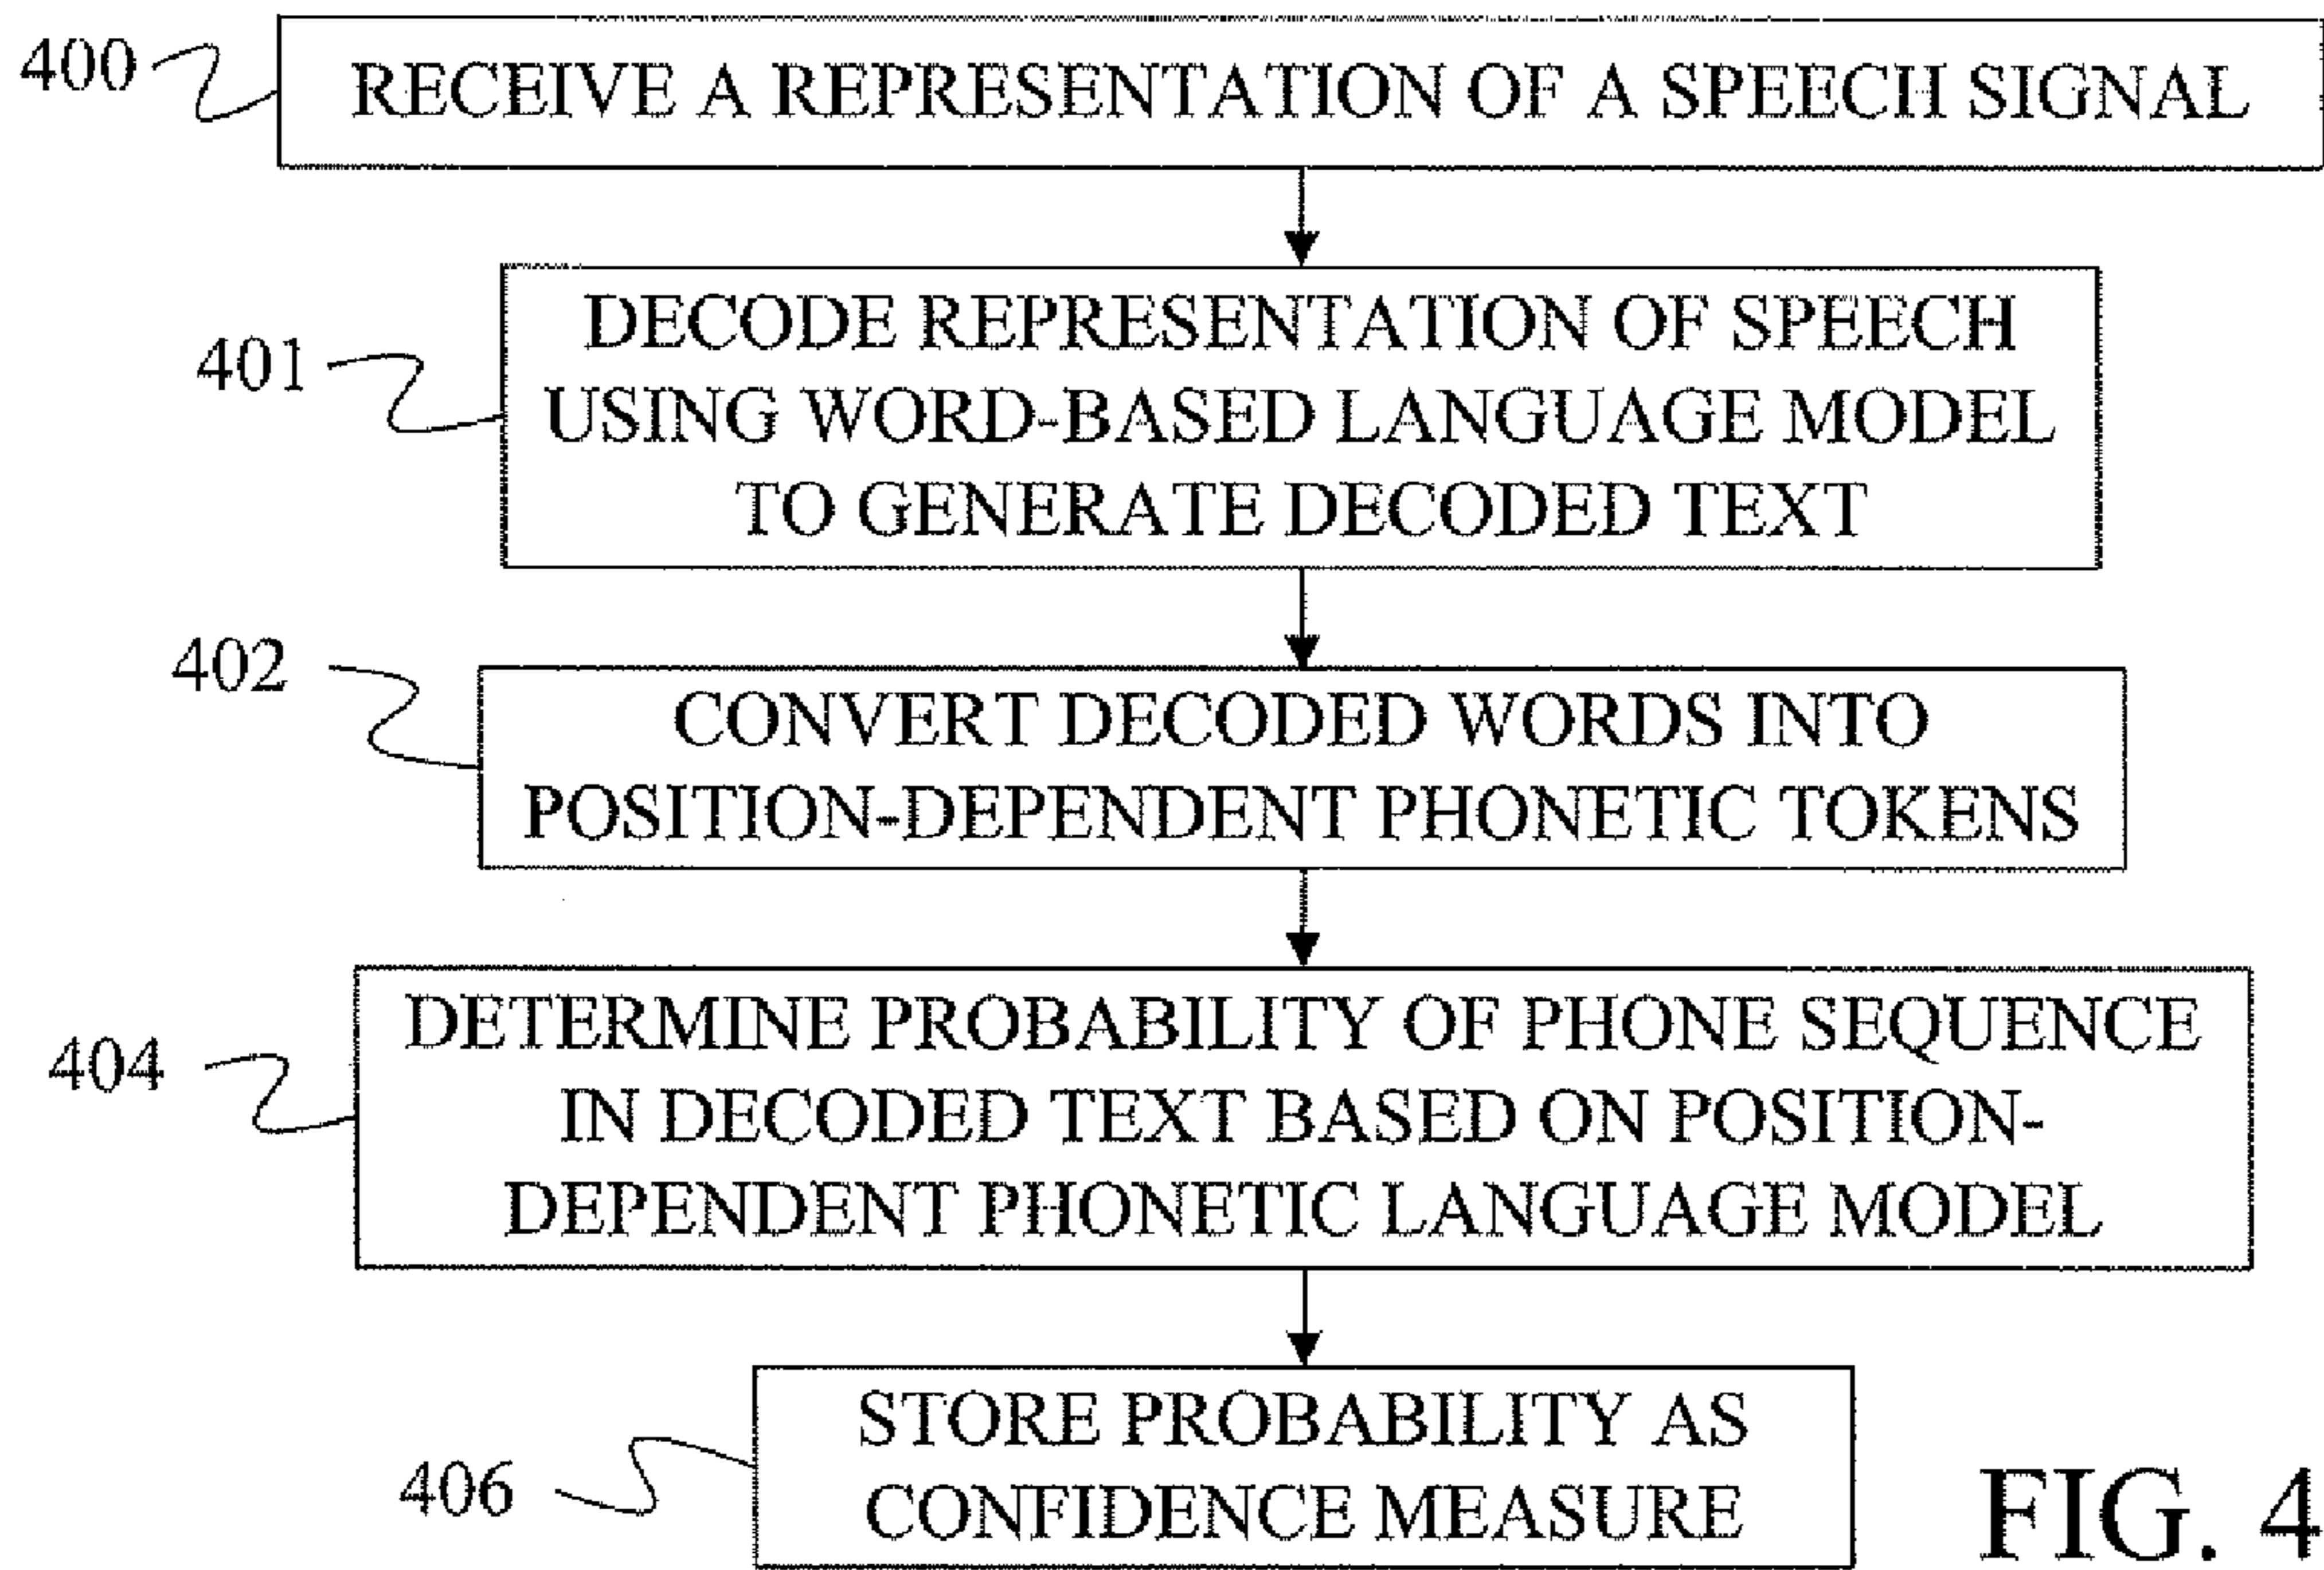 400
RECEIVE A REPRESENTATION OF A SPEECH SIGNAL
401
DECODE REPRESENTATION OF SPEECH
USING WORD-BASED LANGUAGE MODEL
TO GENERATE DECODED TEXT
402
CONVERT DECODED WORDS INTO
POSITION-DEPENDENT PHONETIC TOKENS
404
DETERMINE PROBABILITY OF PHONE SEQUENCE
IN DECODED TEXT BASED ON POSITION-
DEPENDENT PHONETIC LANGUAGE MODEL
406
STORE PROBABILITY AS
CONFIDENCE MEASURE
FIG. 4